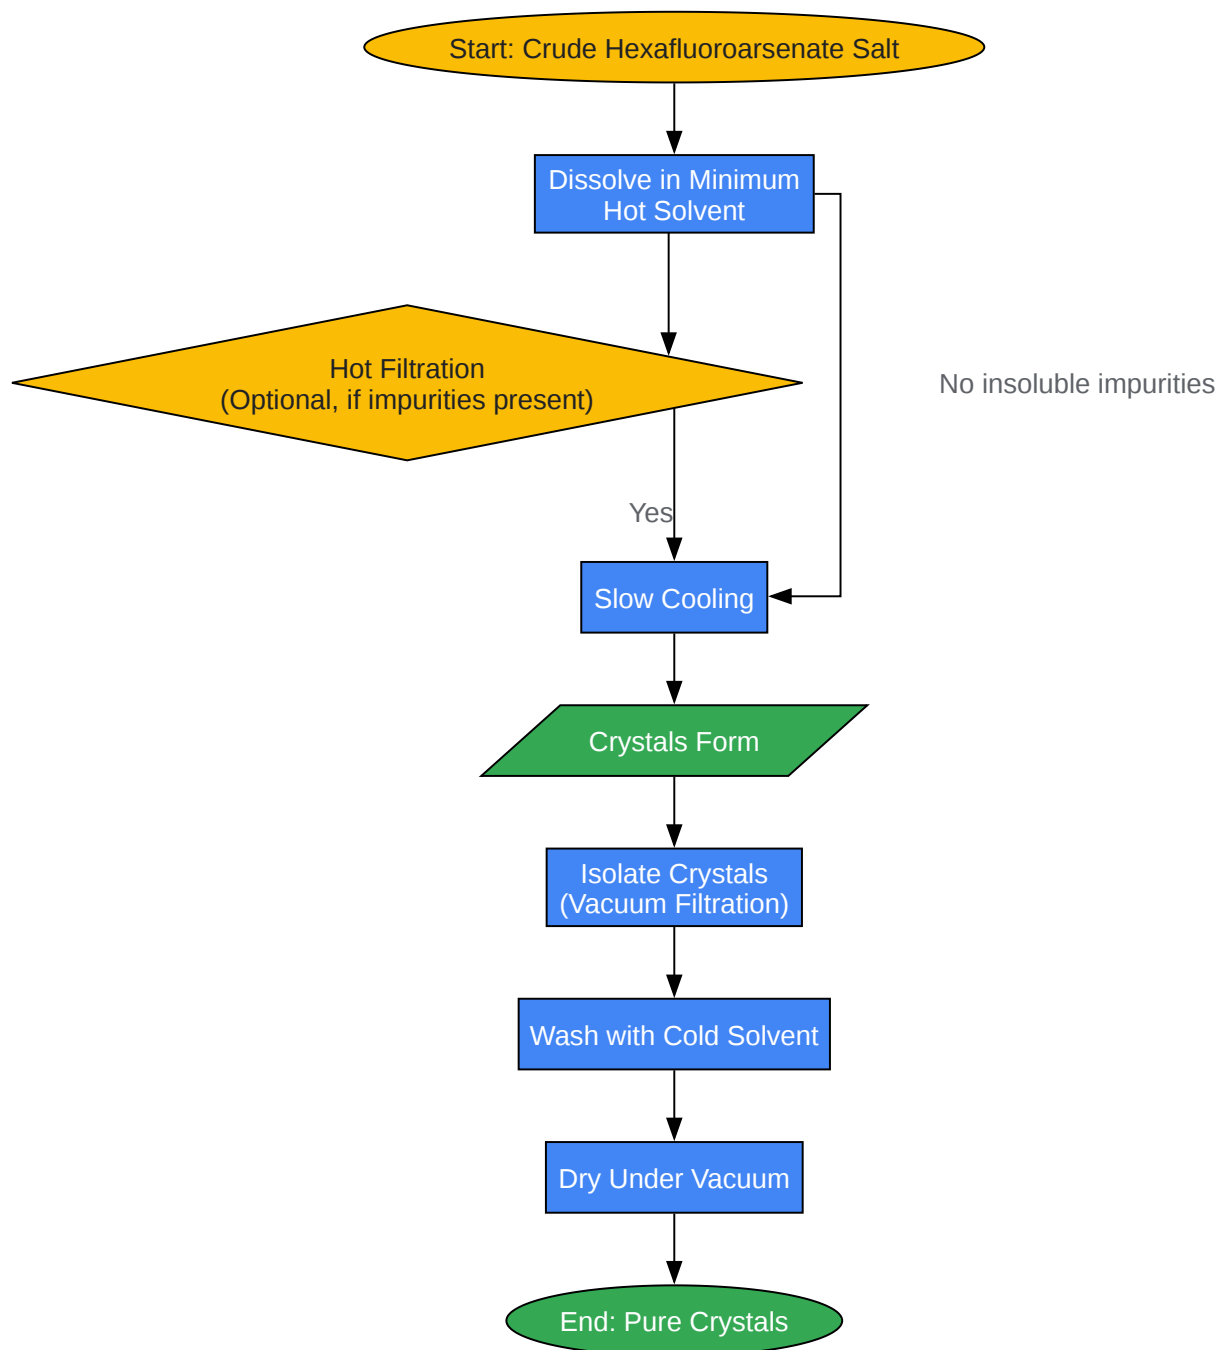 Start: Crude Hexafluoroarsenate Salt
Dissolve in Minimum
Hot Solvent
Hot Filtration
(Optional, if impurities present)
No insoluble impurities
Yes
Slow Cooling
Crystals Form
Isolate Crystals
(Vacuum Filtration)
Wash with Cold Solvent
Dry Under Vacuum
End: Pure Crystals